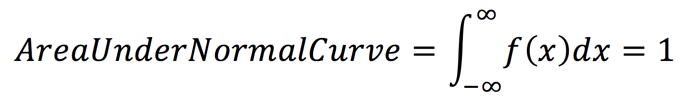 AreaUnderNormalCurve = ∫_{-∞}^{∞} f(x)dx = 1